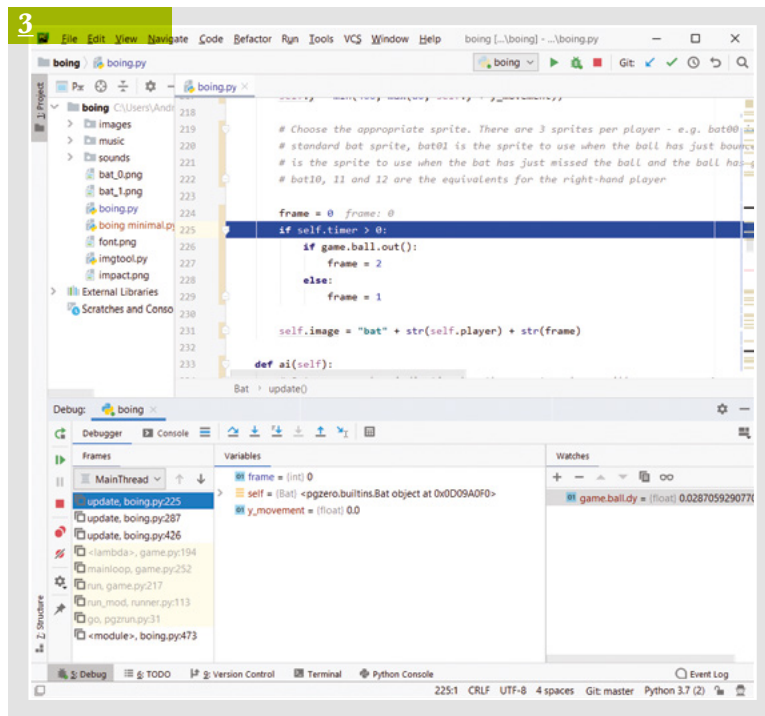 3
File Edit View Navigate Code Refactor Run Tools VCS Window Help boing [...\boing] - ...\boing.py
boing boing.py boing Git:
1: Project
Pr boing.py
boing C:\Users\Andr
images
music
sounds
bat_0.png
bat_1.png
boing.py
boing minimal.py
font.png
imgtool.py
impact.png
External Libraries
Scratches and Conso
218
219 # Choose the appropriate sprite. There are 3 sprites per player - e.g. bat00
220 # standard bat sprite, bat01 is the sprite to use when the ball has just bounc
221 # is the sprite to use when the bat has just missed the ball and the ball has
222 # bat10, 11 and 12 are the equivalents for the right-hand player
223
224 frame = 0 frame: 0
225 if self.timer > 0:
226 if game.ball.out():
227 frame = 2
228 else:
229 frame = 1
230
231 self.image = "bat" + str(self.player) + str(frame)
232
233 def ai(self):
Bat update()
Debug: boing
Debugger Console
Frames Variables Watches
MainThread
update, boing.py:225
update, boing.py:287
update, boing.py:426
<lambda>, game.py:194
mainloop, game.py:252
run, game.py:217
run_mod, runner.py:113
go, pgzrun.py:31
<module>, boing.py:473
frame = {int} 0
self = {Bat} <pgzero.builtins.Bat object at 0x0D09A0F0>
y_movement = {float} 0.0
game.ball.dy = {float} 0.0287059290770
Z: Structure
5: Debug 6: TODO 9: Version Control Terminal Python Console Event Log
225:1 CRLF UTF-8 4 spaces Git: master Python 3.7 (2)